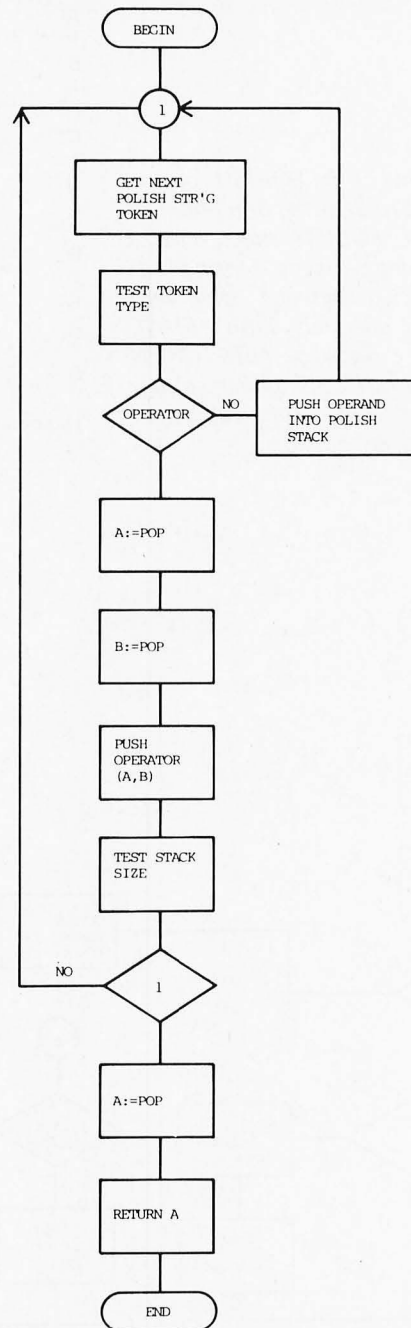 BEGIN
1
GET NEXT
POLISH STR'G
TOKEN
TEST TOKEN
TYPE
OPERATOR
NO
PUSH OPERAND
INTO POLISH
STACK
A:=POP
B:=POP
PUSH
OPERATOR
(A,B)
TEST STACK
SIZE
NO
1
A:=POP
RETURN A
END